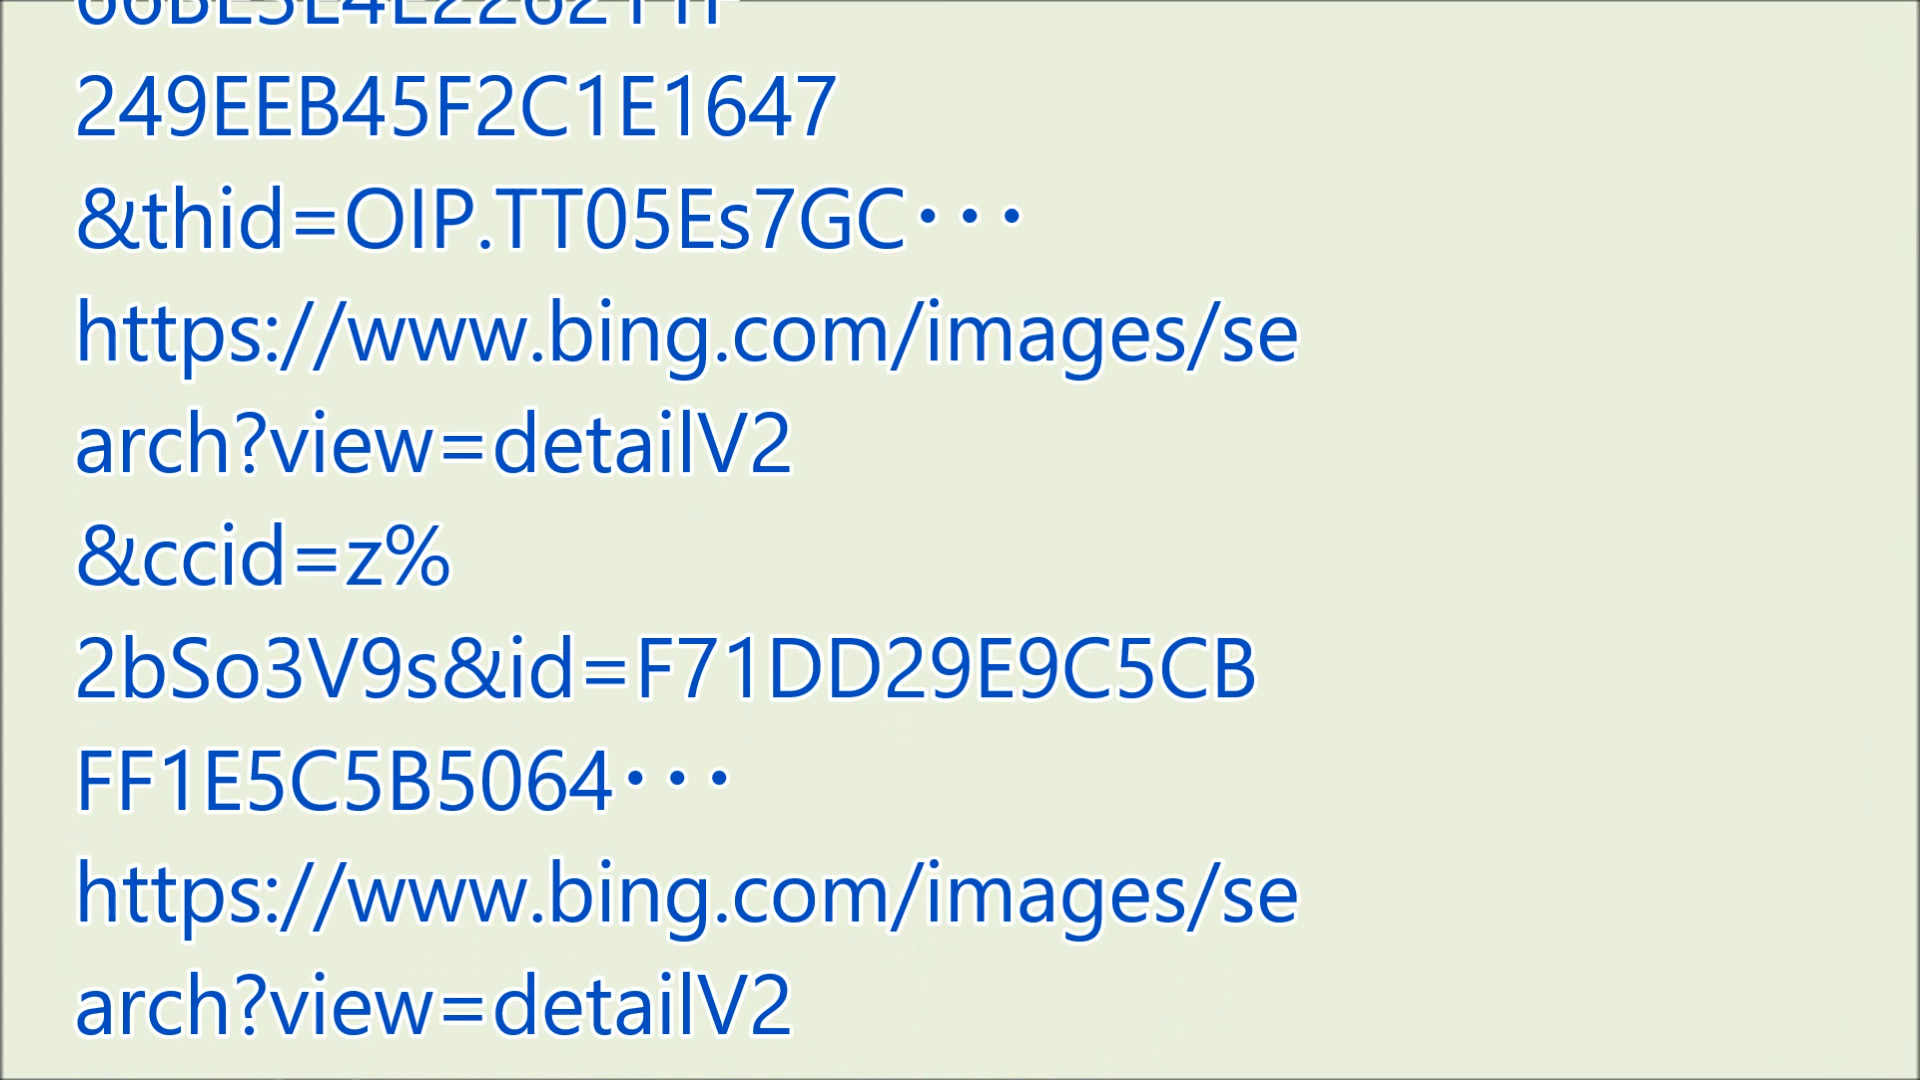 249EEB45F2C1E1647
&thid=OIP.TT05Es7GC・・・
https://www.bing.com/images/se
arch?view=detailV2
&ccid=z%
2bSo3V9s&id=F71DD29E9C5CB
FF1E5C5B5064・・・
https://www.bing.com/images/se
arch?view=detailV2